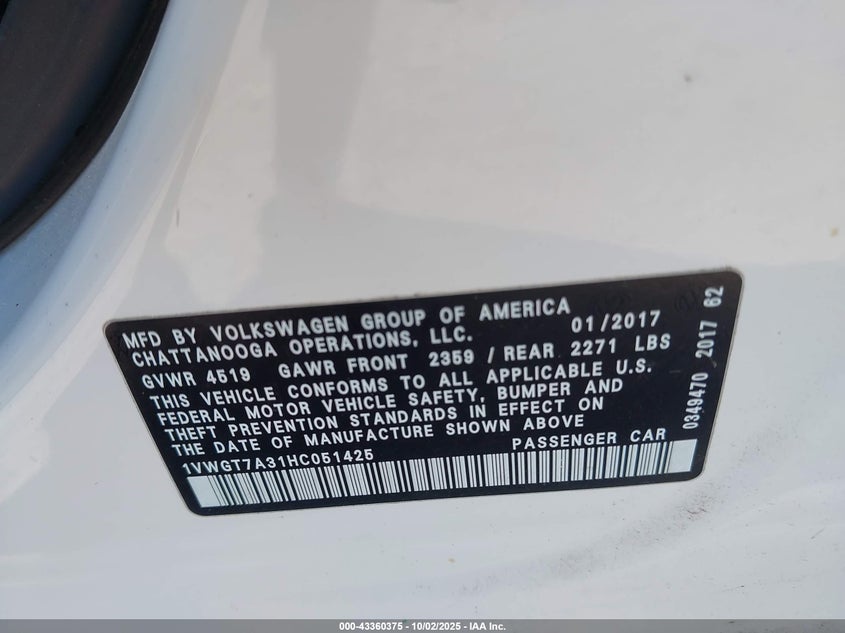 MFD BY VOLKSWAGEN GROUP OF AMERICA
CHATTANOOGA OPERATIONS, LLC. 01/2017
GVWR 4519 GAWR FRONT 2359 / REAR 2271 LBS
THIS VEHICLE CONFORMS TO ALL APPLICABLE U.S.
FEDERAL MOTOR VEHICLE SAFETY, BUMPER AND
THEFT PREVENTION STANDARDS IN EFFECT ON
THE DATE OF MANUFACTURE SHOWN ABOVE
1VWGT7A31HC051425 PASSENGER CAR
0349470 2017 62
000-43360375 - 10/02/2025 - IAA Inc.